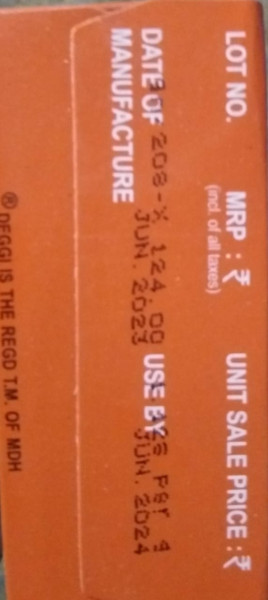 LOT NO. MRP : ₹ UNIT SALE PRICE : ₹
(incl. of all taxes)
208-X 124.00 per g
DATE OF USE BY
JUN. 2023 JUN. 2024
MANUFACTURE
® DEGGI IS THE REGD T.M. OF MDH